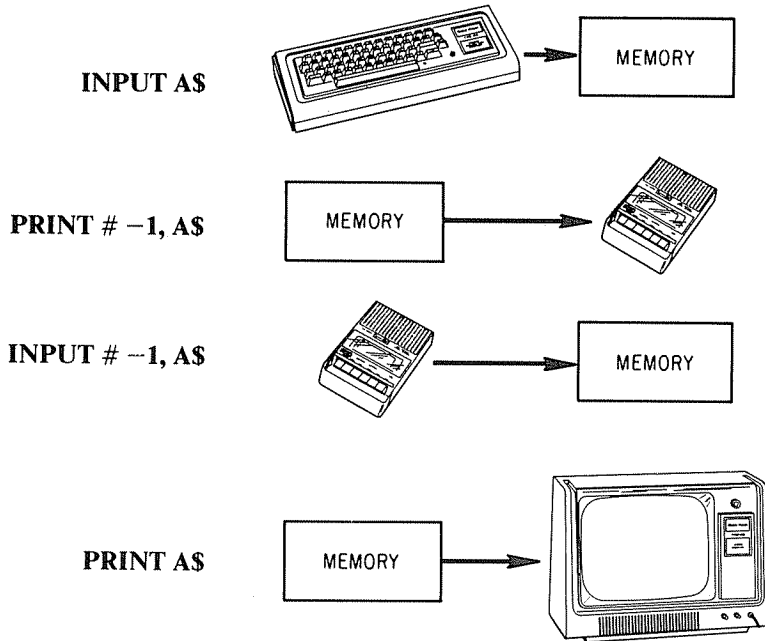 INPUT A$
MEMORY
PRINT # −1, A$
MEMORY
INPUT # −1, A$
MEMORY
PRINT A$
MEMORY